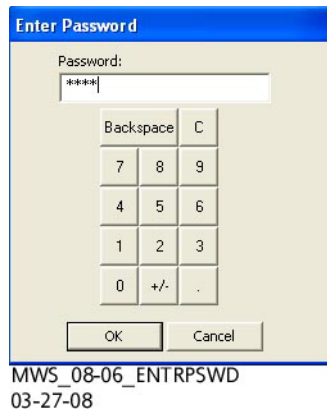 Enter Password
Password:
****
Backspace C
7 8 9
4 5 6
1 2 3
0 +/- .
OK Cancel
MWS_08-06_ENTRPSWD
03-27-08